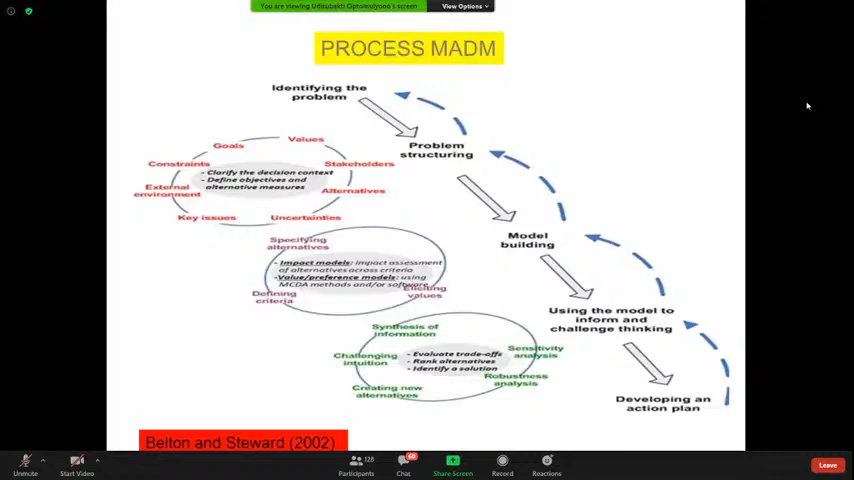 You are viewing Udisubakti Ciptomulyono's screen
View Options
PROCESS MADM
Identifying the
problem
Problem
structuring
Values
Goals
Constraints
Stakeholders
- Clarify the decision context
- Define objectives and
alternative measures
External
environment
Alternatives
Key issues
Uncertainties
Model
building
Specifying
alternatives
- Impact models: impact assessment
of alternatives across criteria
-Value/preference models: using
MCDA methods and/or software
Eliciting
values
Defining
criteria
Using the model to
inform and
challenge thinking
Synthesis of
information
Challenging
intuition
- Evaluate trade-offs
- Rank alternatives
- Identify a solution
Sensitivity
analysis
Robustness
analysis
Creating new
alternatives
Developing an
action plan
Belton and Steward (2002)
Unmute
Start Video
128
Participants
60
Chat
Share Screen
Record
Reactions
Leave